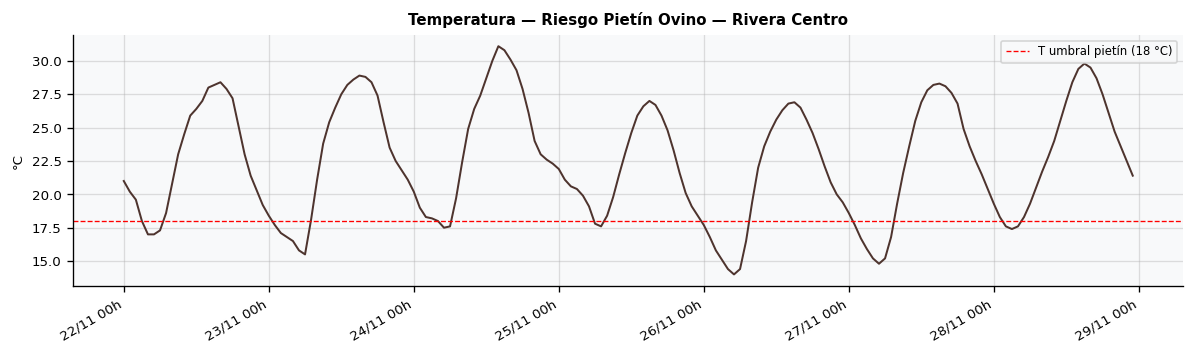 Temperatura — Riesgo Pietín Ovino — Rivera Centro
T umbral pietín (18 °C)
°C
30.0
27.5
25.0
22.5
20.0
17.5
15.0
22/11 00h
23/11 00h
24/11 00h
25/11 00h
26/11 00h
27/11 00h
28/11 00h
29/11 00h